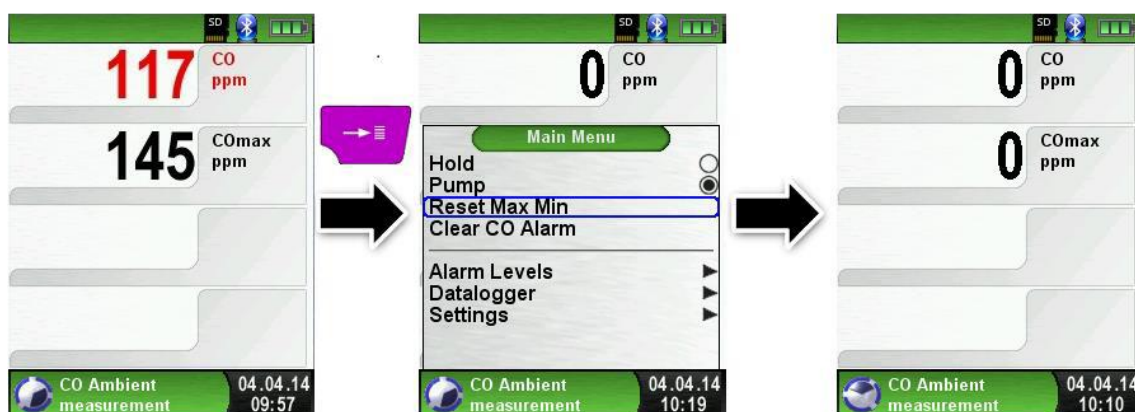 SD
117
CO
ppm
145
COmax
ppm
CO Ambient
measurement
04.04.14
09:57
SD
0
CO
ppm
Main Menu
Hold
Pump
Reset Max Min
Clear CO Alarm
Alarm Levels
Datalogger
Settings
CO Ambient
measurement
04.04.14
10:19
SD
0
CO
ppm
0
COmax
ppm
CO Ambient
measurement
04.04.14
10:10